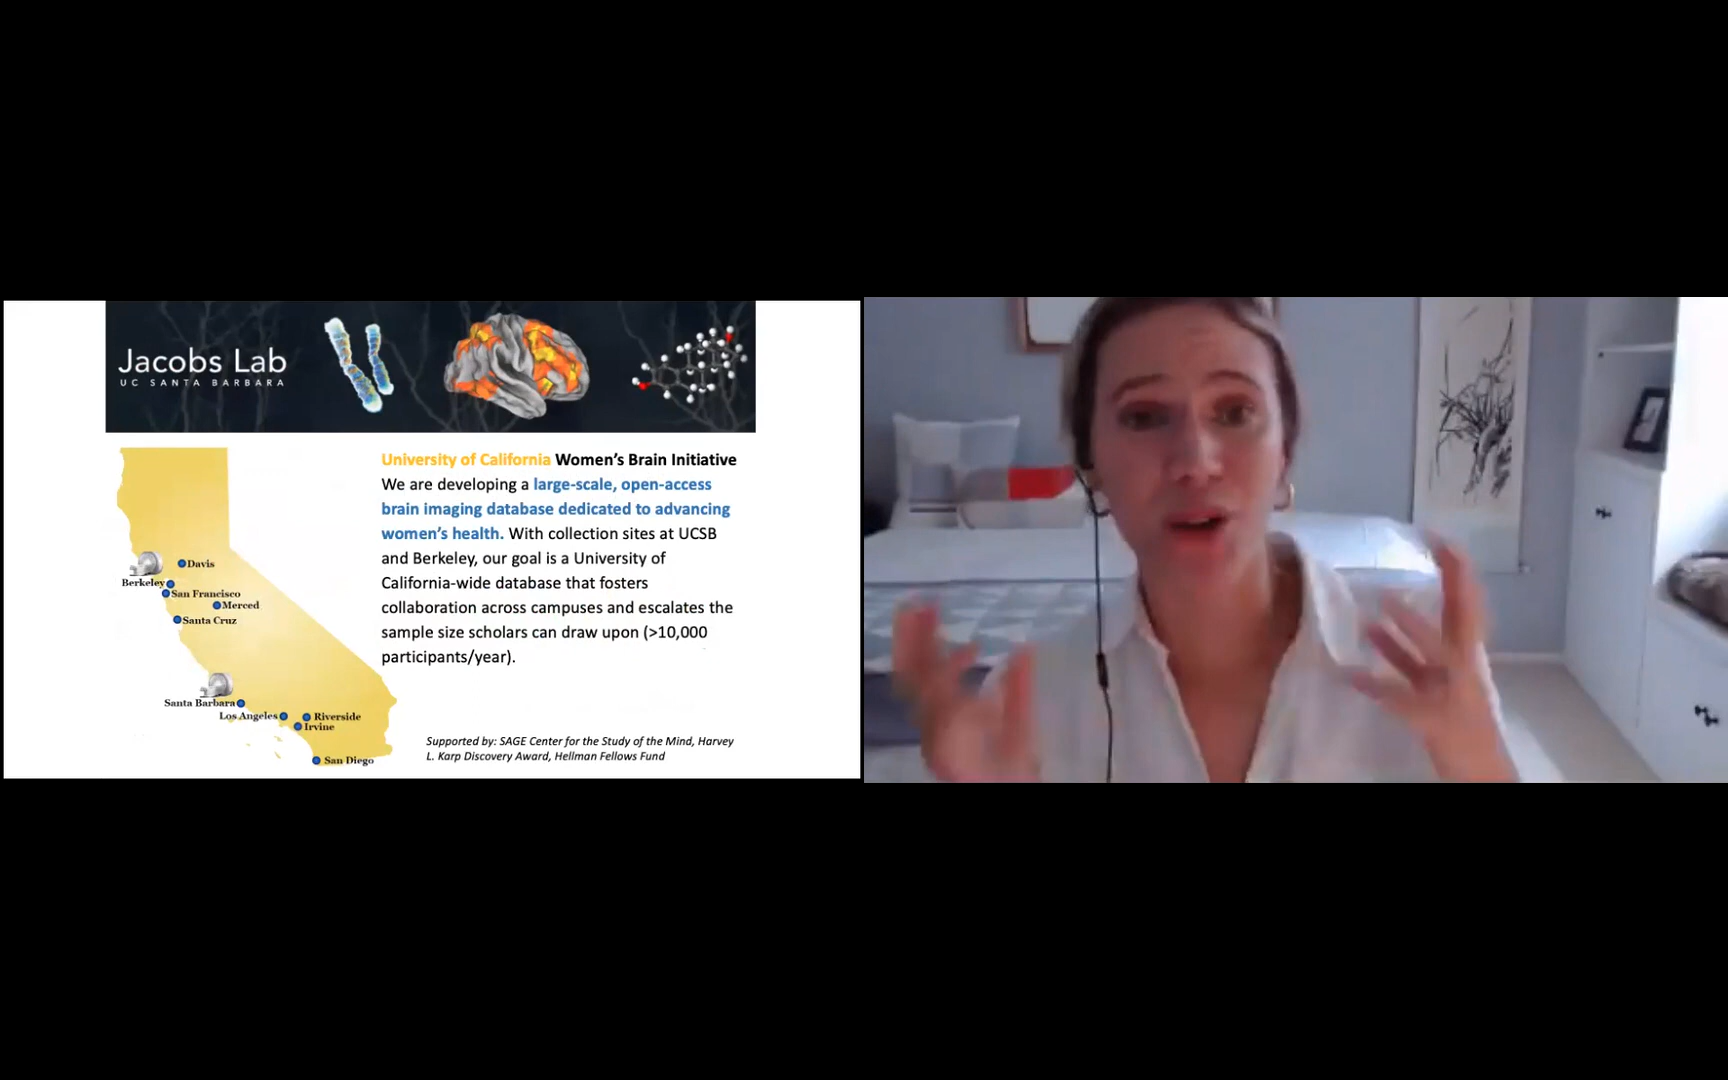 Jacobs Lab
UC SANTA BARBARA
University of California Women's Brain Initiative
We are developing a large-scale, open-access
brain imaging database dedicated to advancing
women's health. With collection sites at UCSB
and Berkeley, our goal is a University of
California-wide database that fosters
collaboration across campuses and escalates the
sample size scholars can draw upon (>10,000
participants/year).
Davis
Berkeley
San Francisco
Merced
Santa Cruz
Santa Barbara
Los Angeles
Riverside
Irvine
San Diego
Supported by: SAGE Center for the Study of the Mind, Harvey
L. Karp Discovery Award, Hellman Fellows Fund